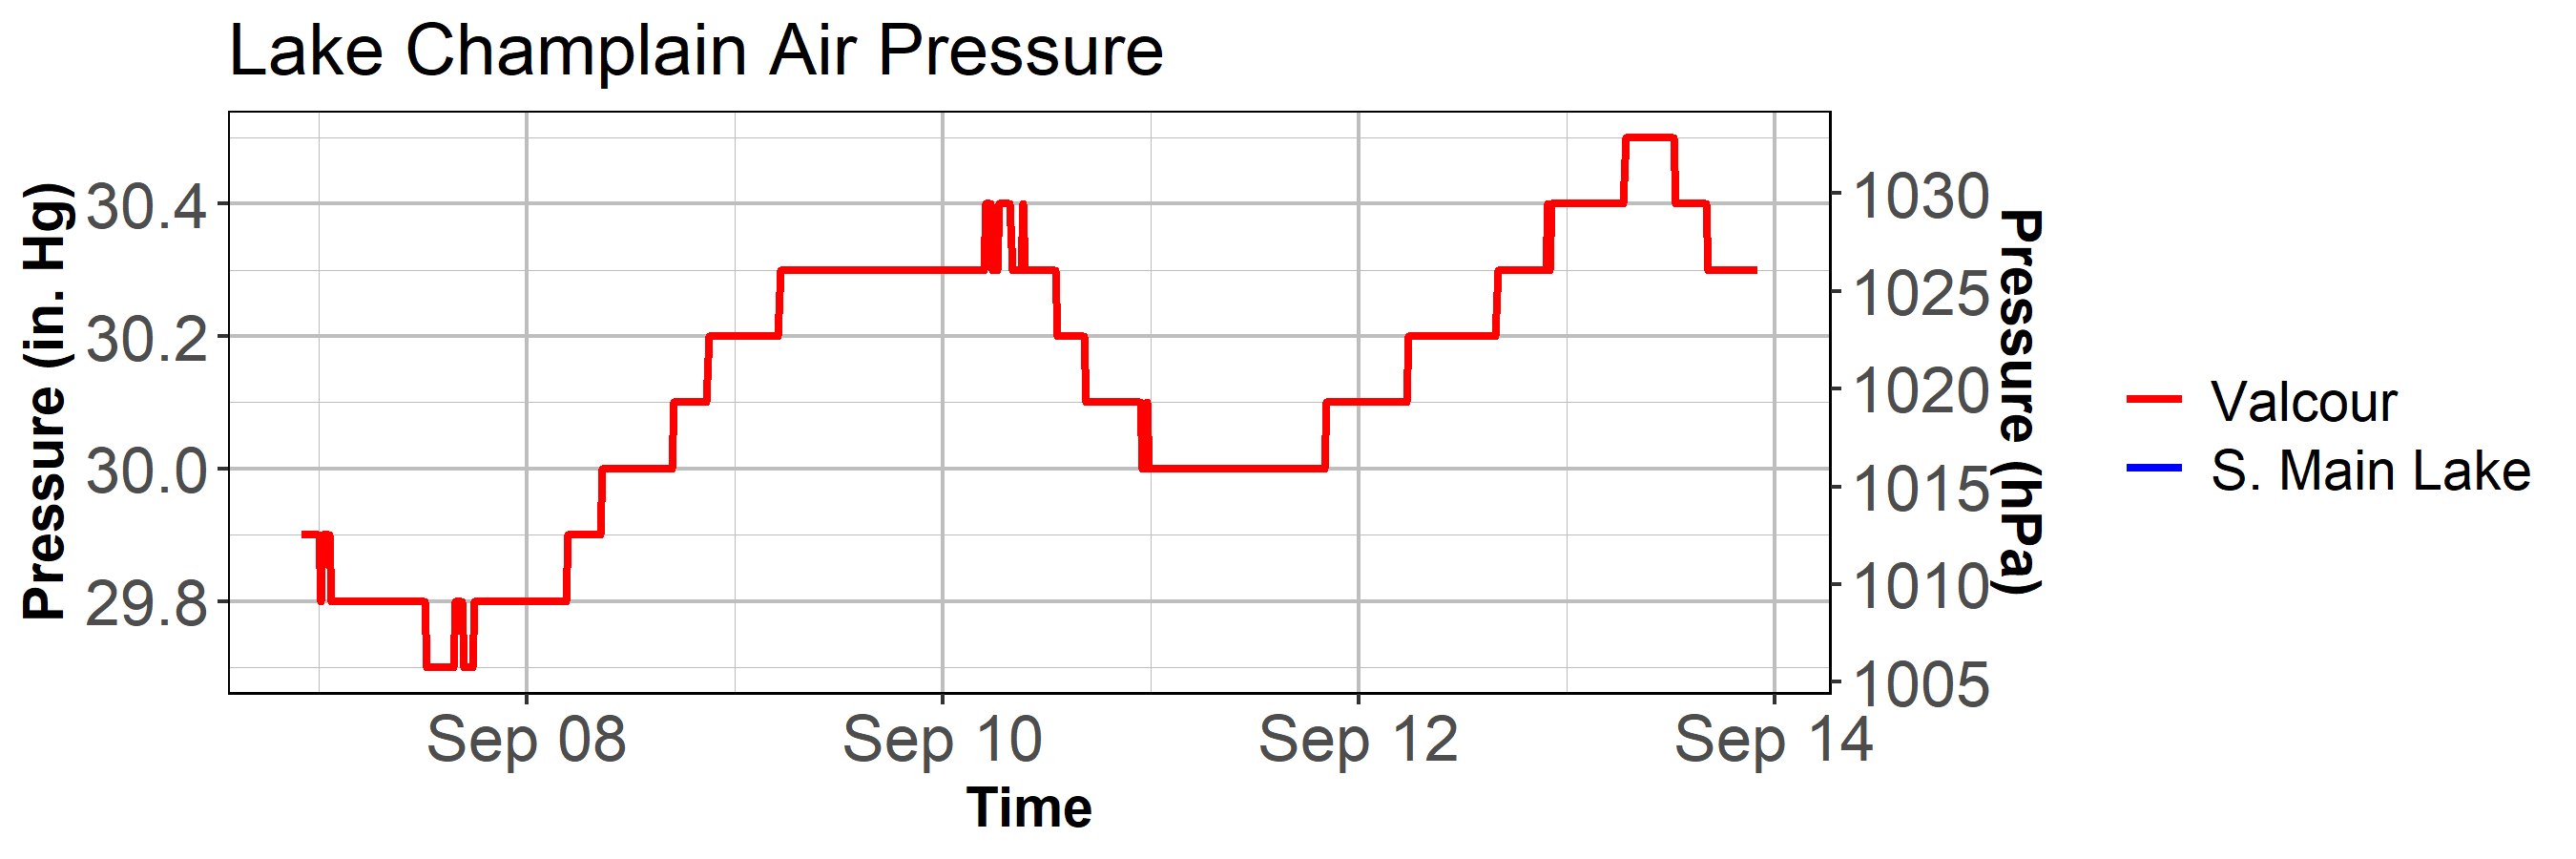 Lake Champlain Air Pressure
Pressure (in. Hg)
30.4
30.2
30.0
29.8
1030
1025
1020
1015
1010
1005
Pressure (hPa)
Sep 08
Sep 10
Sep 12
Sep 14
Time
Valcour
S. Main Lake